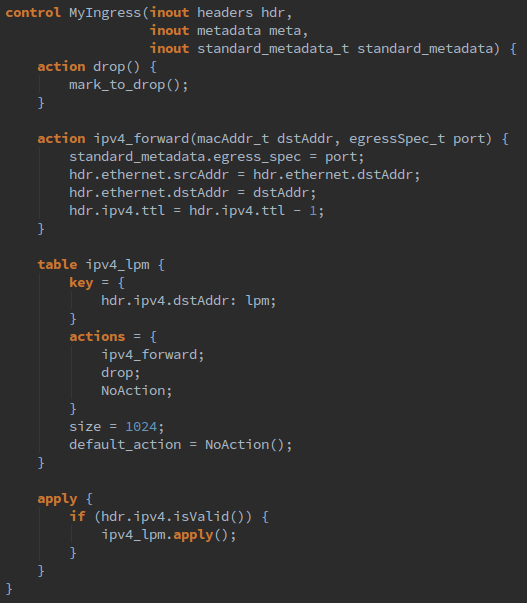 control MyIngress(inout headers hdr,
                  inout metadata meta,
                  inout standard_metadata_t standard_metadata) {
    action drop() {
        mark_to_drop();
    }

    action ipv4_forward(macAddr_t dstAddr, egressSpec_t port) {
        standard_metadata.egress_spec = port;
        hdr.ethernet.srcAddr = hdr.ethernet.dstAddr;
        hdr.ethernet.dstAddr = dstAddr;
        hdr.ipv4.ttl = hdr.ipv4.ttl - 1;
    }

    table ipv4_lpm {
        key = {
            hdr.ipv4.dstAddr: lpm;
        }
        actions = {
            ipv4_forward;
            drop;
            NoAction;
        }
        size = 1024;
        default_action = NoAction();
    }

    apply {
        if (hdr.ipv4.isValid()) {
            ipv4_lpm.apply();
        }
    }
}